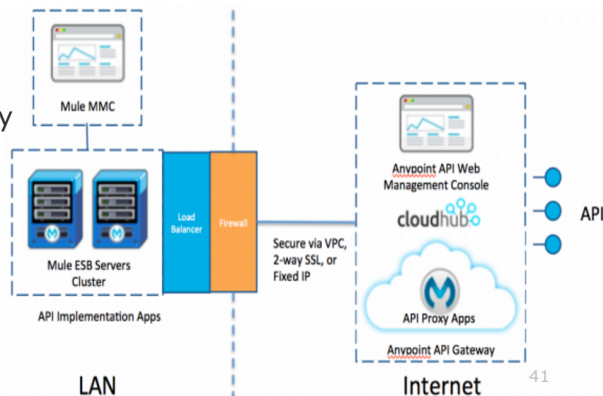 Mule MMC
y
Mule ESB Servers
Cluster
API Implementation Apps
Load
Balancer
Firewall
Secure via VPC,
2-way SSL, or
Fixed IP
Anypoint API Web
Management Console
cloudhub
API Proxy Apps
Anypoint API Gateway
API
LAN
Internet
41